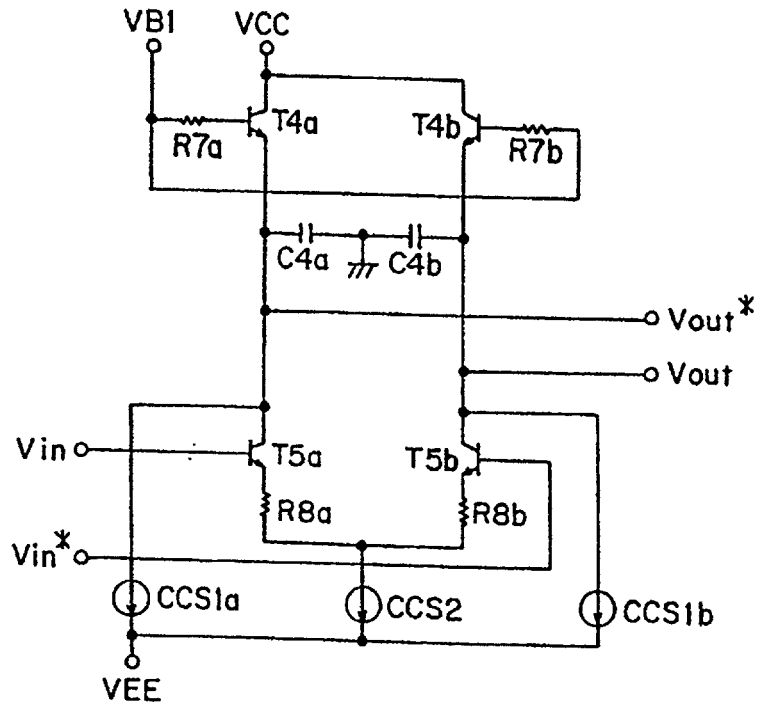 VB1 VCC
T4a T4b
R7a R7b
C4a C4b
Vout*
Vout
Vin T5a T5b
R8a R8b
Vin*
CCS1a CCS2 CCS1b
VEE